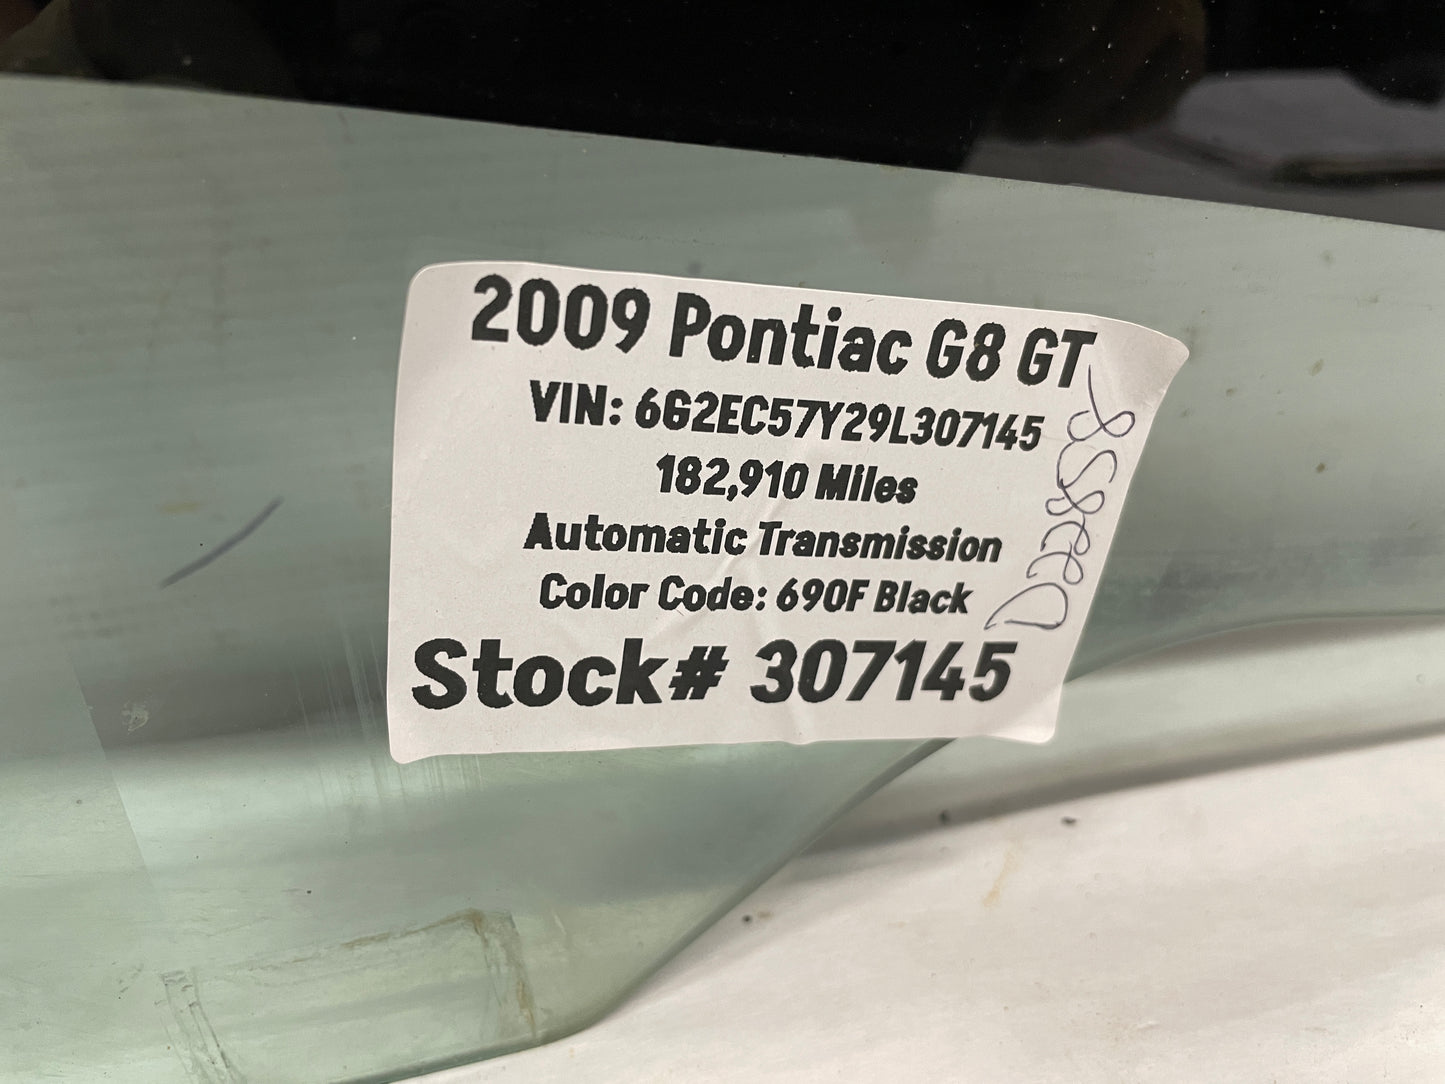 2009 Pontiac G8 GT
VIN: 6G2EC57Y29L307145
182,910 Miles
Automatic Transmission
Color Code: 690F Black
Stock# 307145